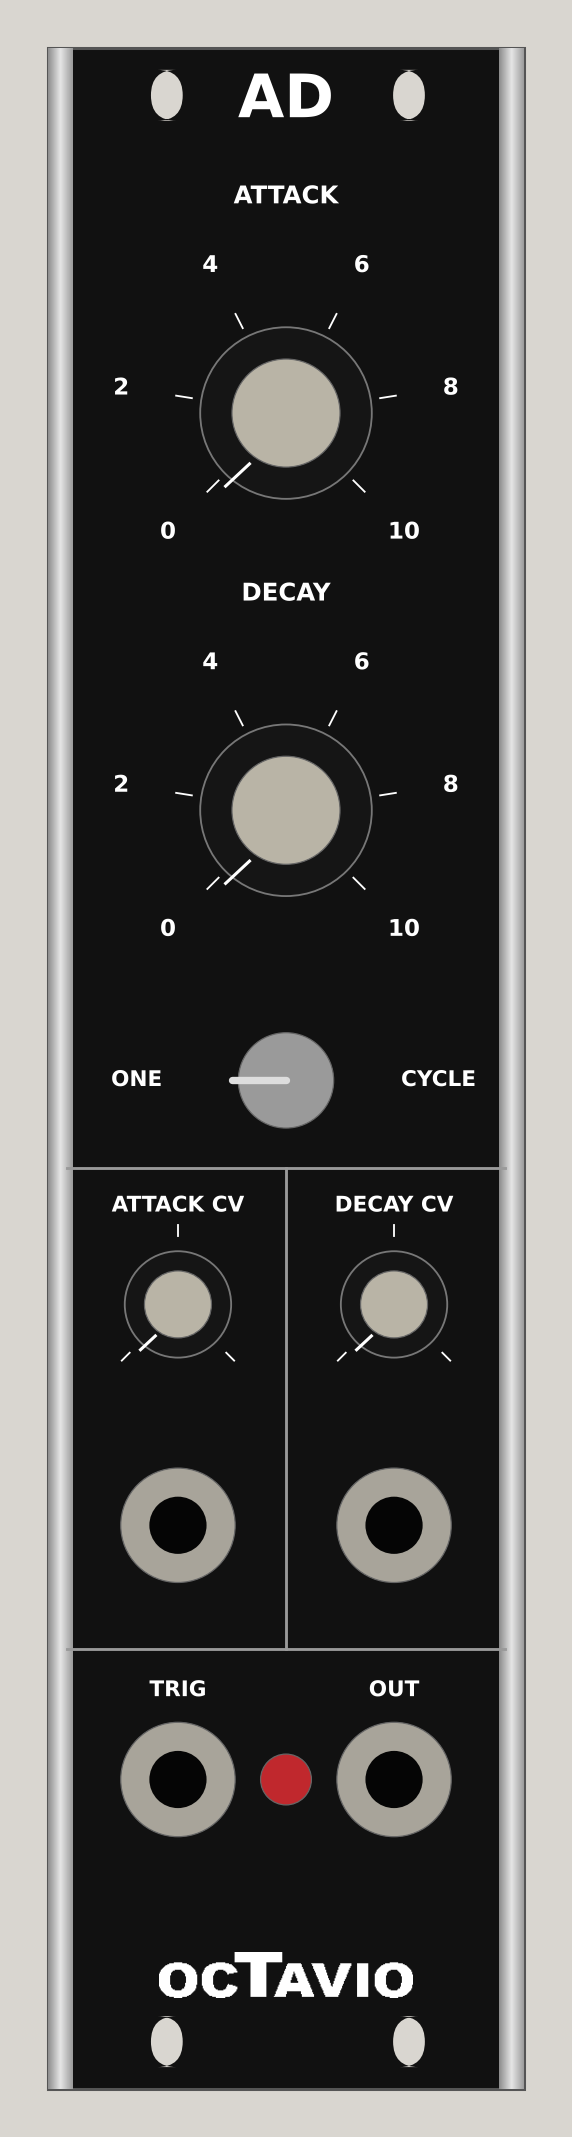 AD
ATTACK
4 6
2 8
0 10
DECAY
4 6
2 8
0 10
ONE CYCLE
ATTACK CV DECAY CV
TRIG OUT
OCTAVIO